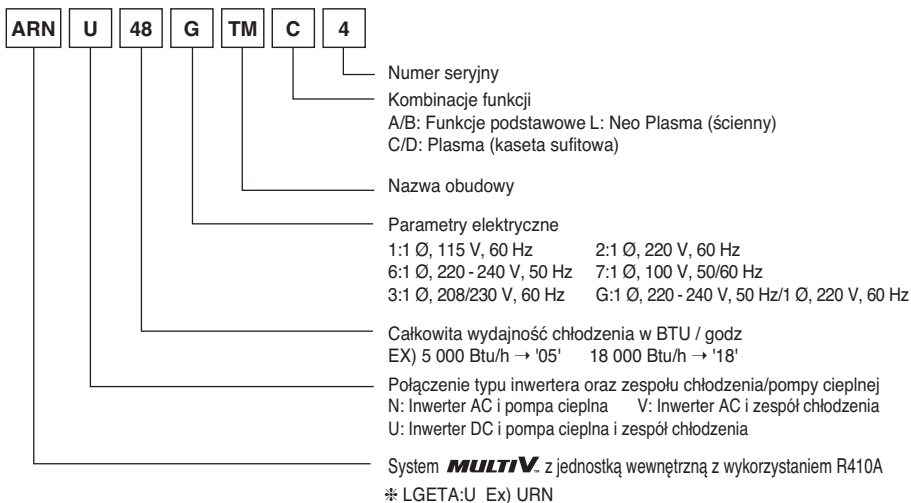 ARN U 48 G TM C 4
Numer seryjny
Kombinacje funkcji
A/B: Funkcje podstawowe L: Neo Plasma (ścienny)
C/D: Plasma (kaseta sufitowa)
Nazwa obudowy
Parametry elektryczne
1:1 Ø, 115 V, 60 Hz 2:1 Ø, 220 V, 60 Hz
6:1 Ø, 220 - 240 V, 50 Hz 7:1 Ø, 100 V, 50/60 Hz
3:1 Ø, 208/230 V, 60 Hz G:1 Ø, 220 - 240 V, 50 Hz/1 Ø, 220 V, 60 Hz
Całkowita wydajność chłodzenia w BTU / godz
EX) 5 000 Btu/h → '05' 18 000 Btu/h → '18'
Połączenie typu inwertera oraz zespołu chłodzenia/pompy cieplnej
N: Inwerter AC i pompa cieplna V: Inwerter AC i zespół chłodzenia
U: Inwerter DC i pompa cieplna i zespół chłodzenia
System MULTI V™ z jednostką wewnętrzną z wykorzystaniem R410A
❈ LGETA:U Ex) URN